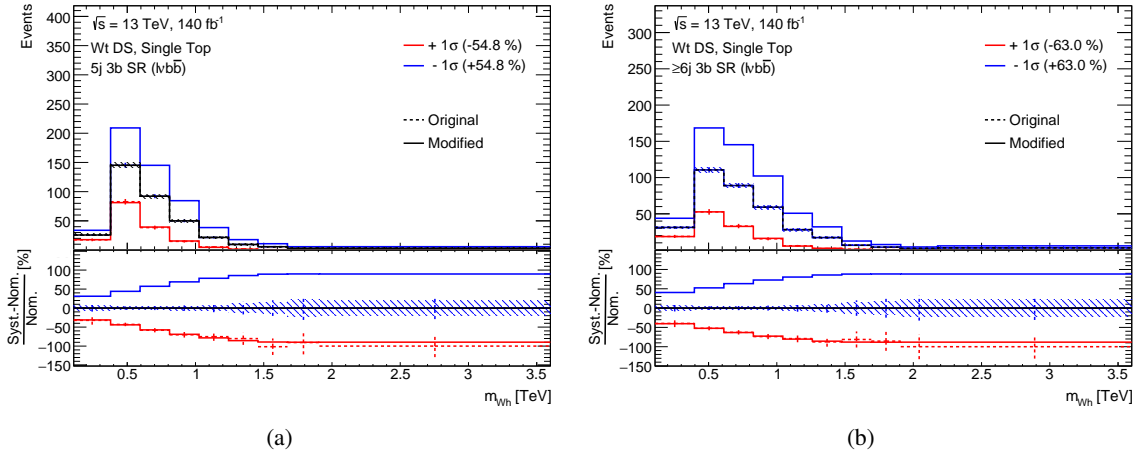 Events
√s = 13 TeV, 140 fb⁻¹
Wt DS, Single Top
5j 3b SR (lνbb̅)
+ 1σ (-54.8 %)
- 1σ (+54.8 %)
Original
Modified
400
350
300
250
200
150
100
50
Syst.-Nom.
Nom.
[%]
100
50
0
−50
−100
−150
0.5 1 1.5 2 2.5 3 3.5
m_Wh [TeV]
(a)
Events
√s = 13 TeV, 140 fb⁻¹
Wt DS, Single Top
≥6j 3b SR (lνbb̅)
+ 1σ (-63.0 %)
- 1σ (+63.0 %)
Original
Modified
300
250
200
150
100
50
Syst.-Nom.
Nom.
[%]
100
50
0
−50
−100
−150
0.5 1 1.5 2 2.5 3 3.5
m_Wh [TeV]
(b)